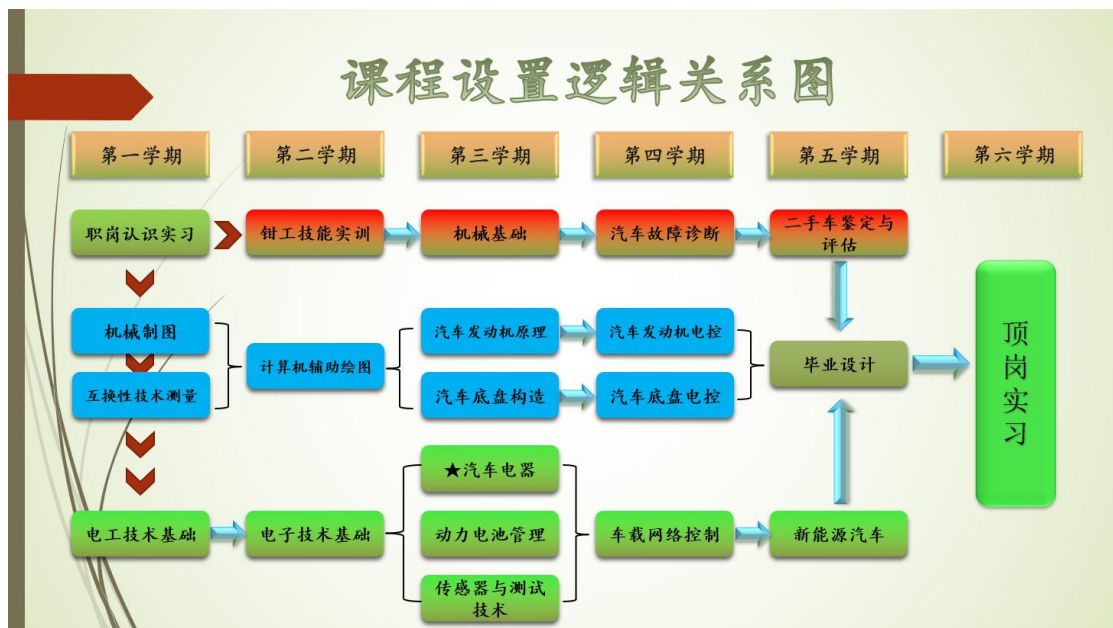 课程设置逻辑关系图
第一学期
第二学期
第三学期
第四学期
第五学期
第六学期
职岗认识实习
钳工技能实训
机械基础
汽车故障诊断
二手车鉴定与
评估
机械制图
互换性技术测量
计算机辅助绘图
汽车发动机原理
汽车发动机电控
汽车底盘构造
汽车底盘电控
毕业设计
顶岗实习
★汽车电器
电工技术基础
电子技术基础
动力电池管理
车载网络控制
新能源汽车
传感器与测试
技术